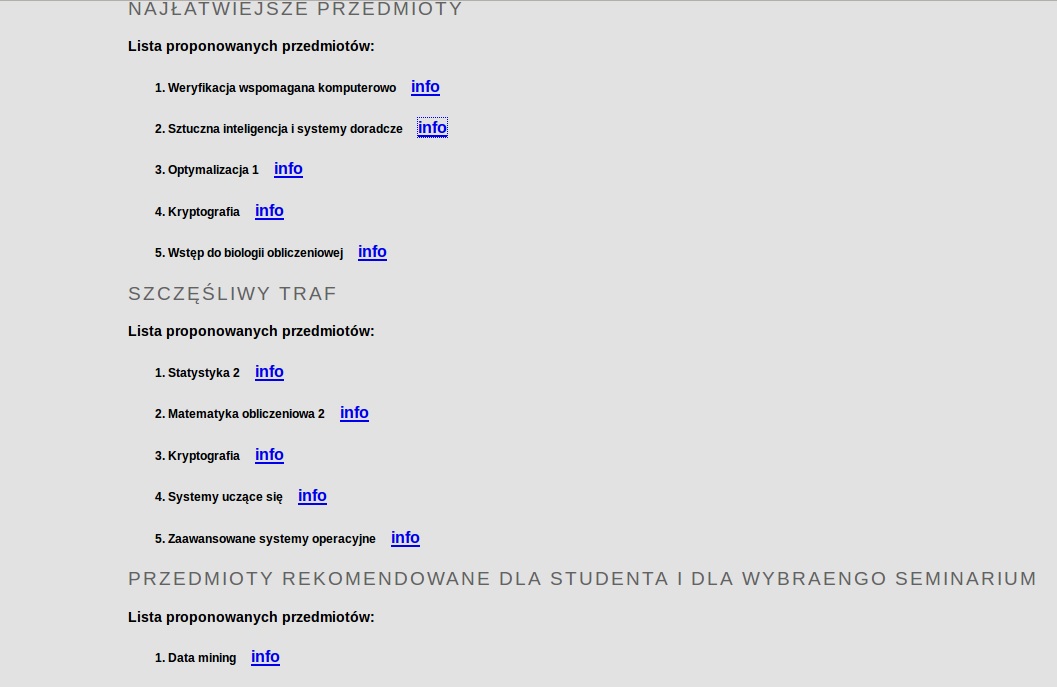 NAJŁATWIEJSZE PRZEDMIOTY
Lista proponowanych przedmiotów:
1. Weryfikacja wspomagana komputerowo info
2. Sztuczna inteligencja i systemy doradcze info
3. Optymalizacja 1 info
4. Kryptografia info
5. Wstęp do biologii obliczeniowej info
SZCZĘŚLIWY TRAF
Lista proponowanych przedmiotów:
1. Statystyka 2 info
2. Matematyka obliczeniowa 2 info
3. Kryptografia info
4. Systemy uczące się info
5. Zaawansowane systemy operacyjne info
PRZEDMIOTY REKOMENDOWANE DLA STUDENTA I DLA WYBRAENGO SEMINARIUM
Lista proponowanych przedmiotów:
1. Data mining info